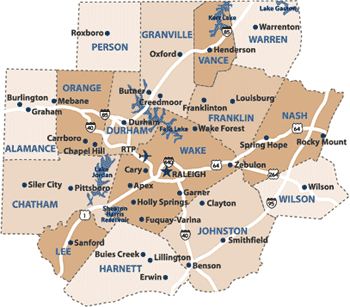 Kerr Lake
Lake Gaston
Roxboro
GRANVILLE
85
Warrenton
PERSON
WARREN
Oxford
Henderson
VANCE
ORANGE
Butner
Creedmoor
Louisburg
Burlington
Mebane
Franklinton
Graham
85
FRANKLIN
NASH
40
Durham
DURHAM
Falls Lake
Wake Forest
64
Carrboro
ALAMANCE
Chapel Hill
RTP
WAKE
Spring Hope
Rocky Mount
64
Lake Jordan
Cary
RALEIGH
Zebulon
264
Siler City
Pittsboro
Apex
Garner
Wilson
CHATHAM
Shearon Harris Reservoir
Holly Springs
Clayton
WILSON
1
95
Fuquay-Varina
JOHNSTON
LEE
Sanford
40
Smithfield
Buies Creek
Lillington
HARNETT
Benson
Erwin